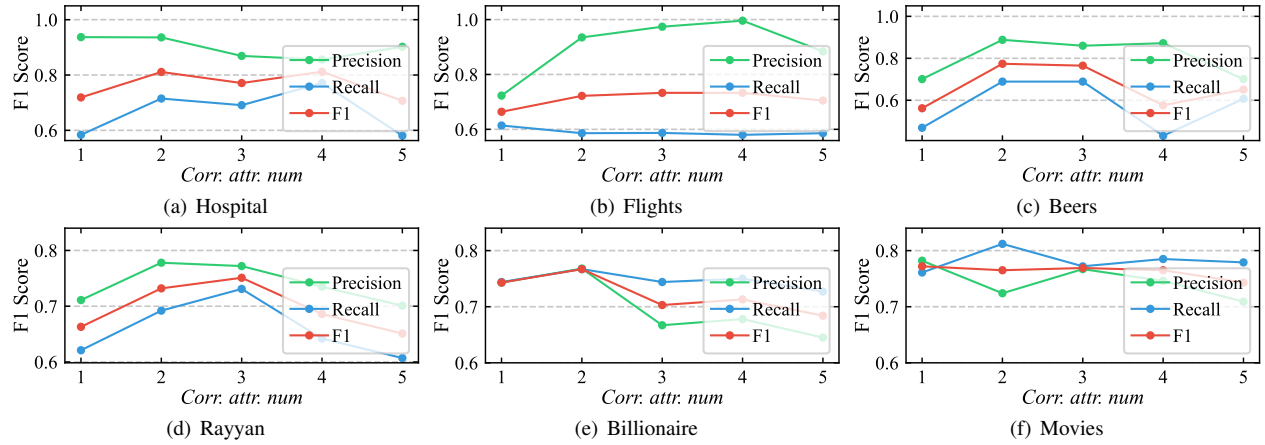 F1 Score
1.0
0.8
0.6
Precision
Recall
F1
1 2 3 4 5
Corr. attr. num
(a) Hospital
F1 Score
1.0
0.8
0.6
Precision
Recall
F1
1 2 3 4 5
Corr. attr. num
(b) Flights
F1 Score
1.0
0.8
0.6
Precision
Recall
F1
1 2 3 4 5
Corr. attr. num
(c) Beers
F1 Score
0.8
0.7
0.6
Precision
Recall
F1
1 2 3 4 5
Corr. attr. num
(d) Rayyan
F1 Score
0.8
0.7
0.6
Precision
Recall
F1
1 2 3 4 5
Corr. attr. num
(e) Billionaire
F1 Score
0.8
0.7
0.6
Precision
Recall
F1
1 2 3 4 5
Corr. attr. num
(f) Movies